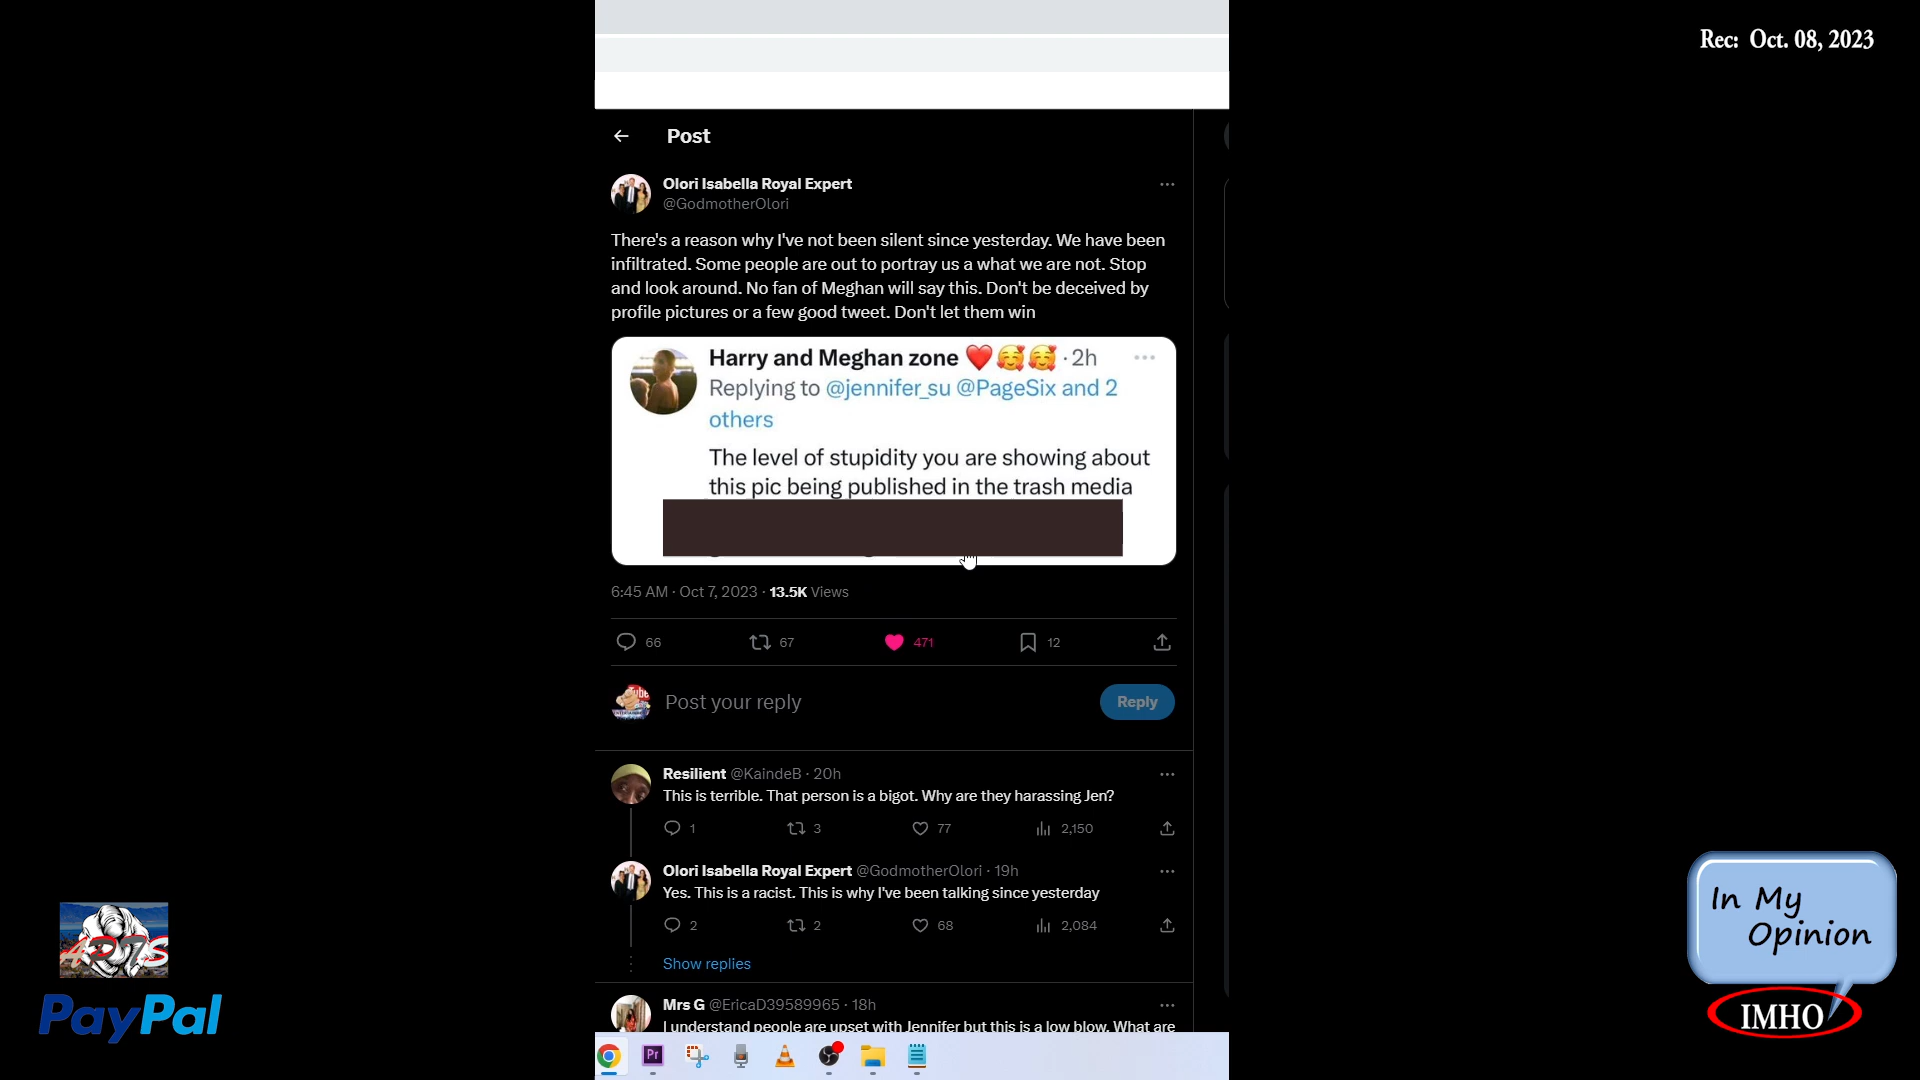 Rec: Oct. 08, 2023
Post
Olori Isabella Royal Expert
@GodmotherOlori
There's a reason why I've not been silent since yesterday. We have been
infiltrated. Some people are out to portray us a what we are not. Stop
and look around. No fan of Meghan will say this. Don't be deceived by
profile pictures or a few good tweet. Don't let them win
Harry and Meghan zone ❤️🥰🥰 · 2h
Replying to @jennifer_su @PageSix and 2
others
The level of stupidity you are showing about
this pic being published in the trash media
6:45 AM · Oct 7, 2023 · 13.5K Views
66 67 471 12
Post your reply
Reply
Resilient @KaindeB · 20h
This is terrible. That person is a bigot. Why are they harassing Jen?
1 3 77 2,150
Olori Isabella Royal Expert @GodmotherOlori · 19h
Yes. This is a racist. This is why I've been talking since yesterday
2 2 68 2,084
Show replies
Mrs G @EricaD39589965 · 18h
I understand people are upset with Jennifer but this is a low blow. What are
Pr
PayPal
In My
Opinion
IMHO